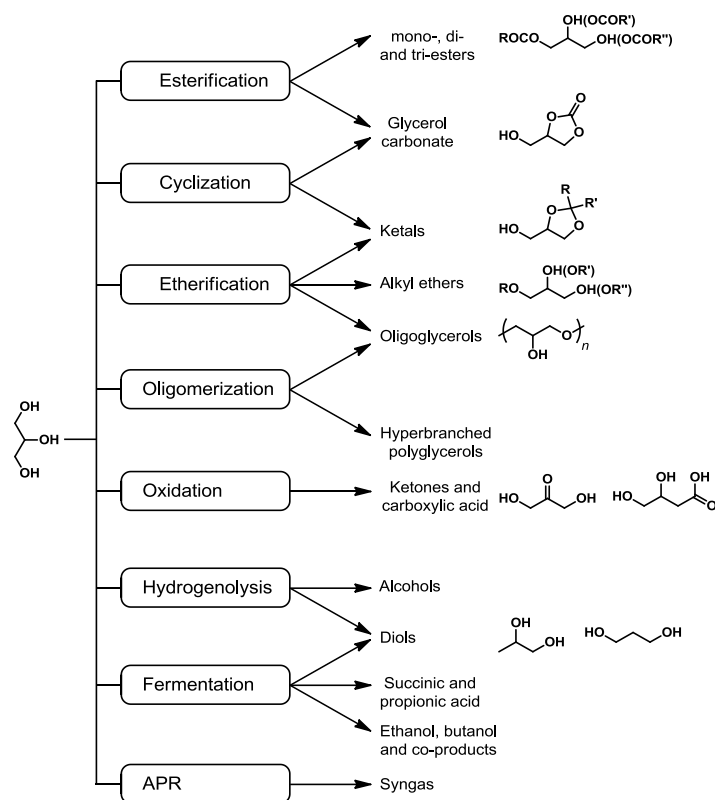 OH
OH
OH
Esterification
mono-, di-
and tri-esters
OH(OCOR')
ROCO
OH(OCOR'')
Glycerol
carbonate
O
O
HO
O
Cyclization
R
R'
O
Ketals
HO
O
Etherification
Alkyl ethers
OH(OR')
RO
OH(OR'')
Oligoglycerols
O
OH
n
Oligomerization
Hyperbranched
polyglycerols
Oxidation
Ketones and
carboxylic acid
O
HO
OH
OH
OH
HO
O
Hydrogenolysis
Alcohols
Diols
OH
OH
HO
OH
Fermentation
Succinic and
propionic acid
Ethanol, butanol
and co-products
APR
Syngas